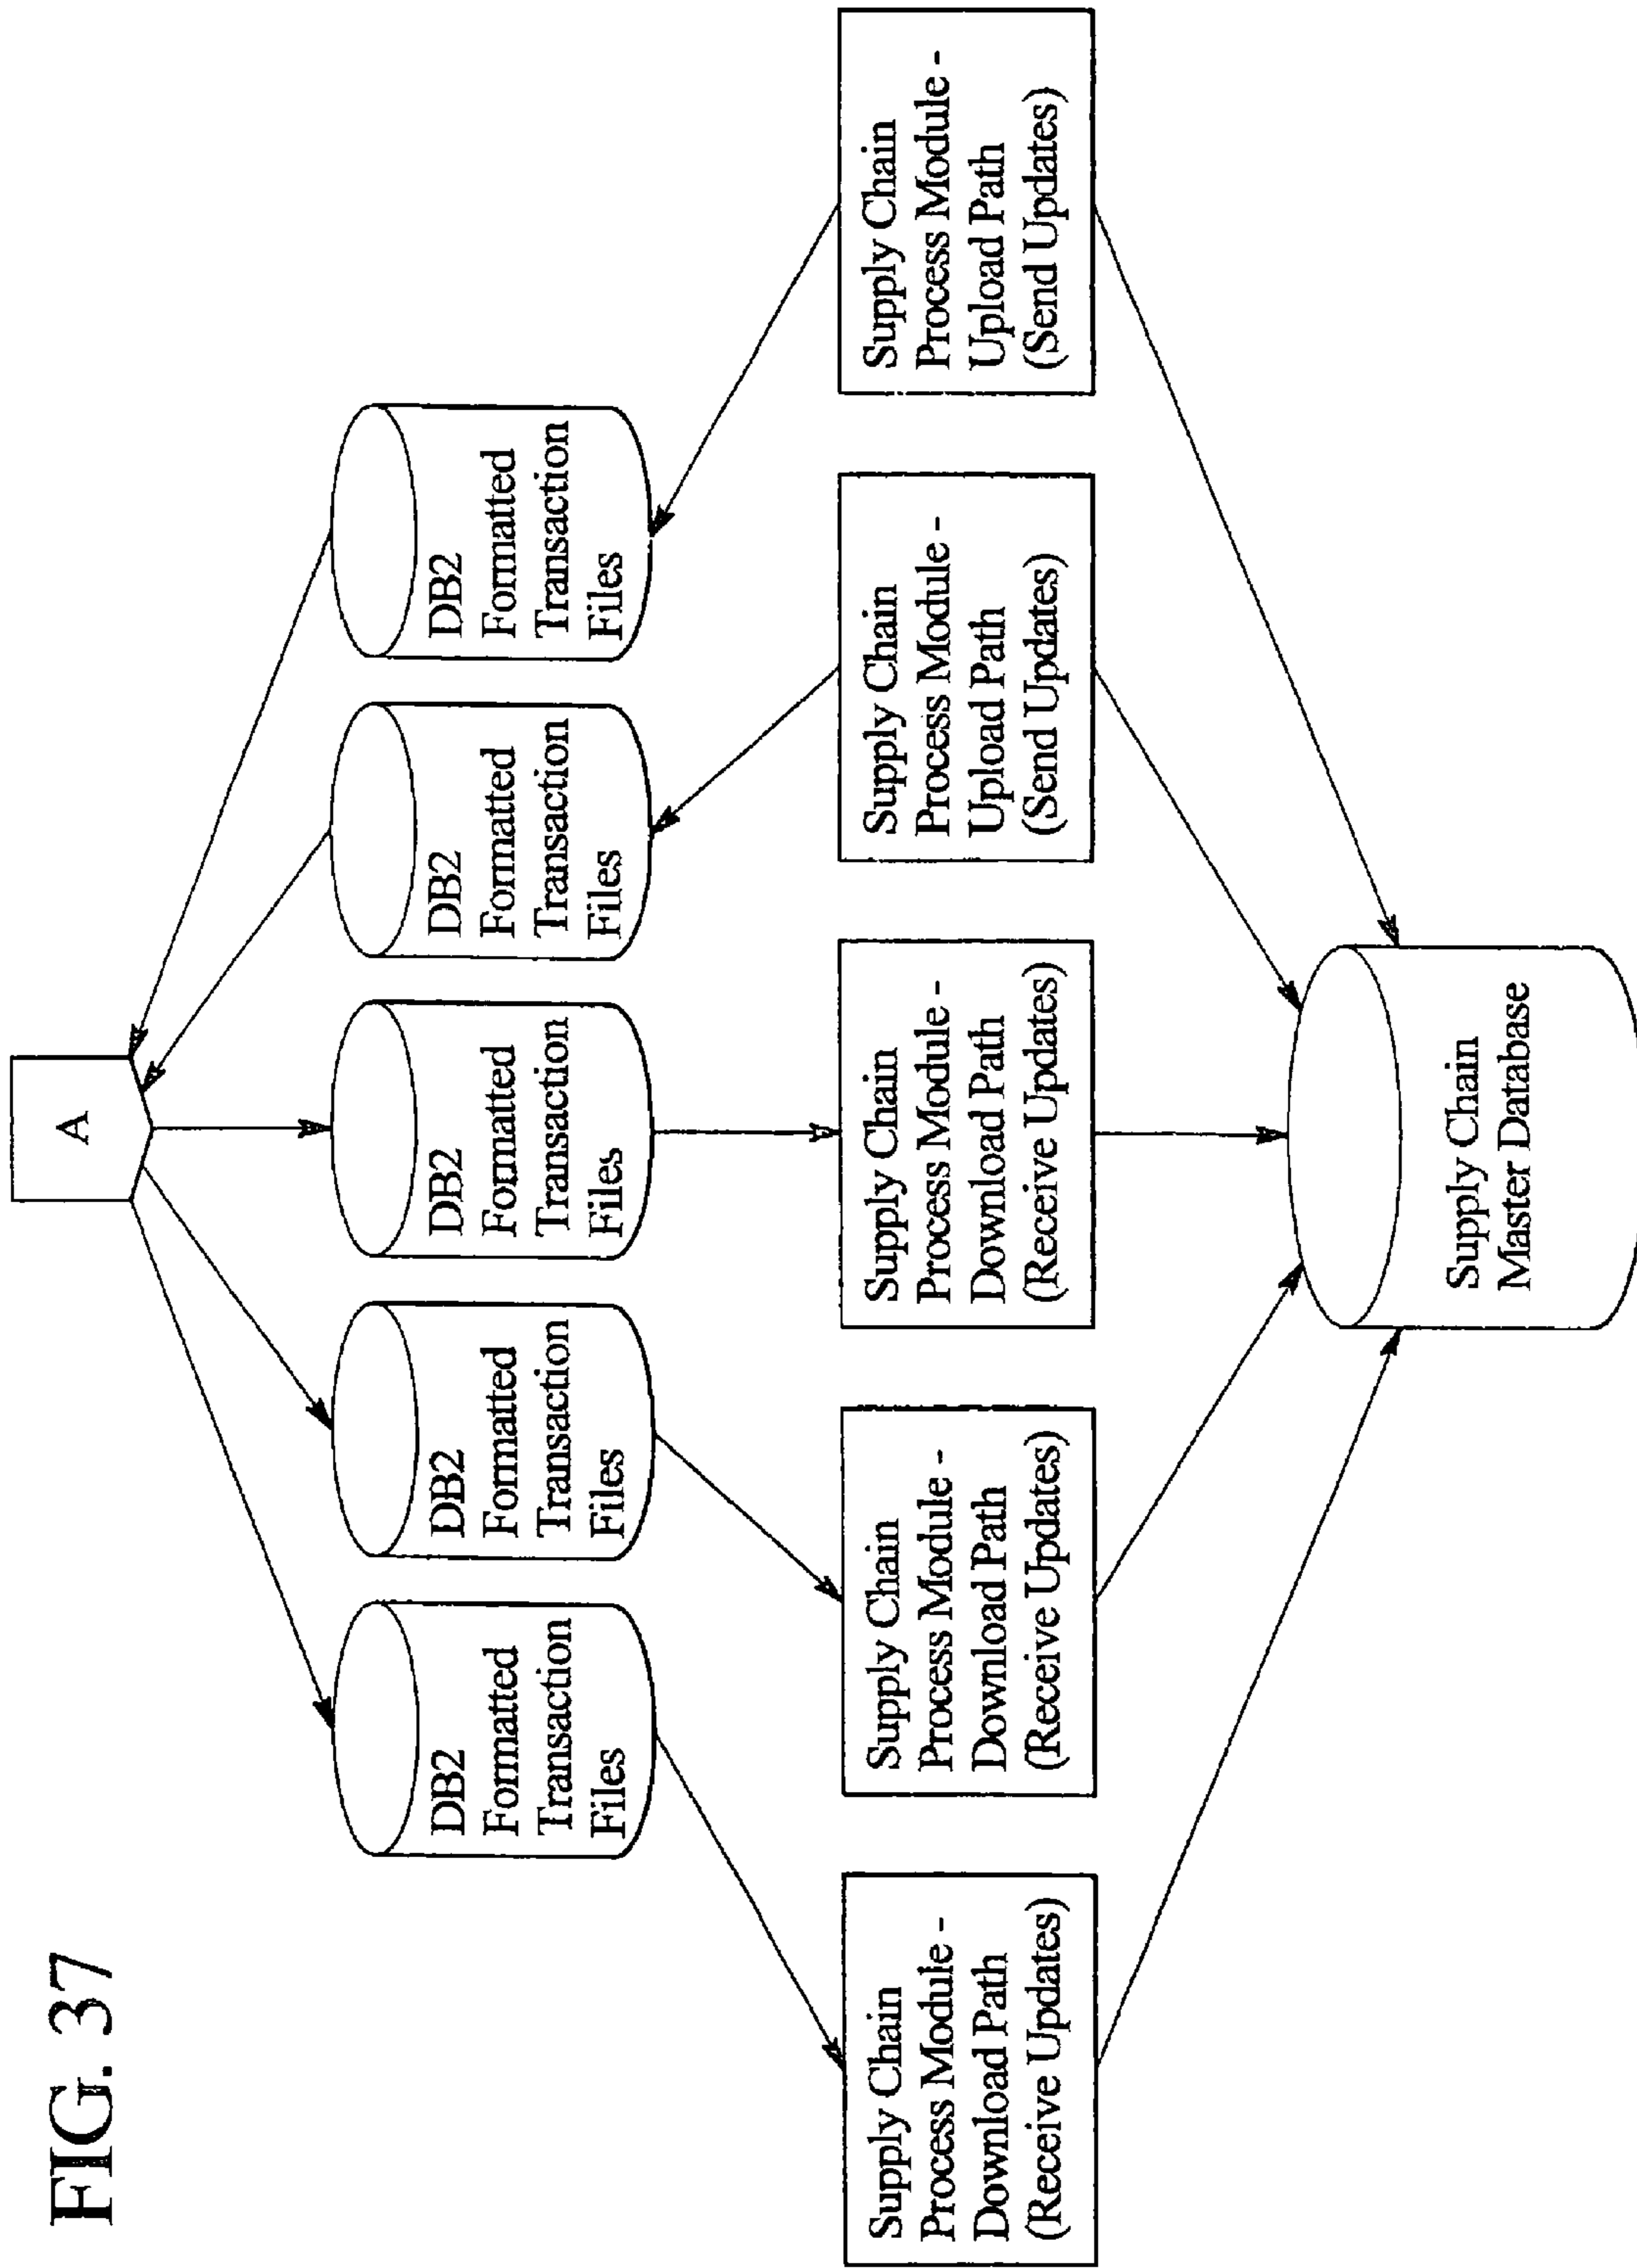 FIG. 37
A
DB2
Formatted
Transaction
Files
DB2
Formatted
Transaction
Files
DB2
Formatted
Transaction
Files
DB2
Formatted
Transaction
Files
DB2
Formatted
Transaction
Files
Supply Chain
Process Module -
Download Path
(Receive Updates)
Supply Chain
Process Module -
Download Path
(Receive Updates)
Supply Chain
Process Module -
Download Path
(Receive Updates)
Supply Chain
Process Module -
Upload Path
(Send Updates)
Supply Chain
Process Module -
Upload Path
(Send Updates)
Supply Chain
Master Database